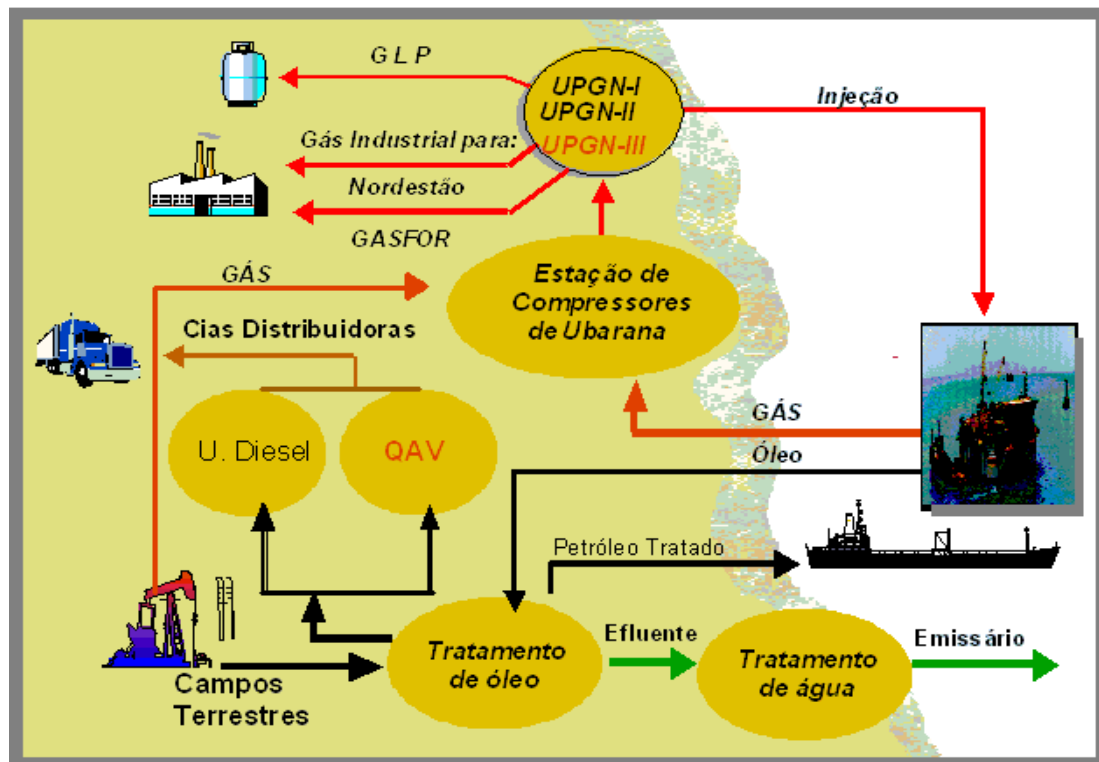 G L P
UPGN-I
UPGN-II
UPGN-III
Injeção
Gás Industrial para:
Nordestão
GASFOR
GÁS
Estação de
Compressores
de Ubarana
Cias Distribuidoras
GÁS
Óleo
U. Diesel
QAV
Petróleo Tratado
Tratamento
de óleo
Efluente
Tratamento
de água
Emissário
Campos
Terrestres